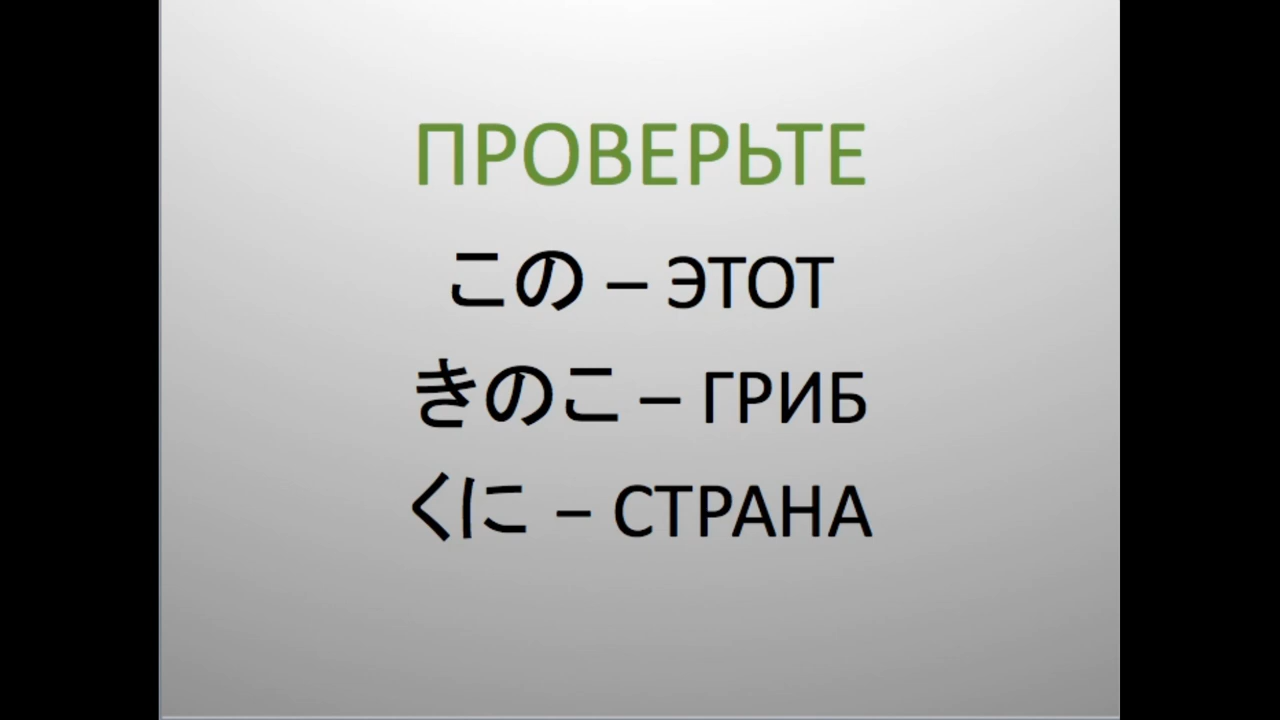 ПРОВЕРЬТЕ
この – ЭТОТ
きのこ – ГРИБ
くに – СТРАНА